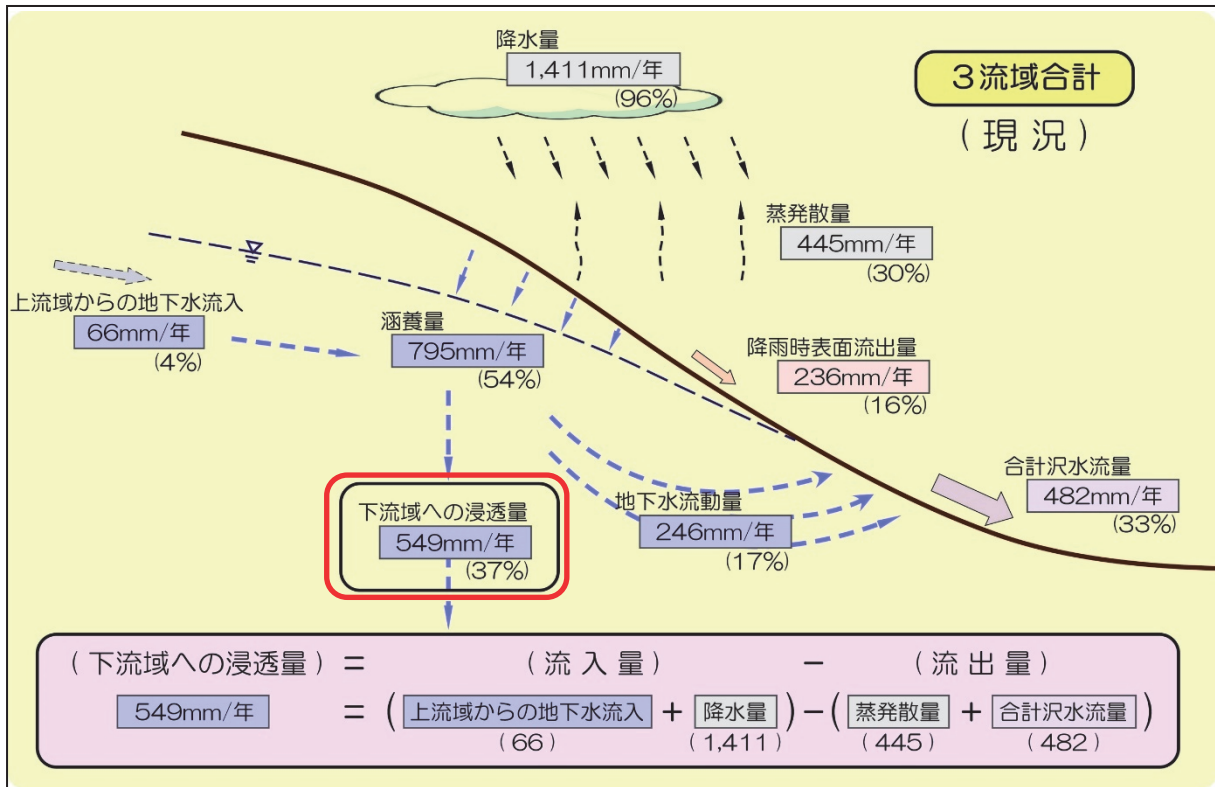 降水量
1,411mm/年
(96%)
3流域合計
(現況)
蒸発散量
445mm/年
(30%)
上流域からの地下水流入
66mm/年
(4%)
涵養量
795mm/年
(54%)
降雨時表面流出量
236mm/年
(16%)
合計沢水流量
482mm/年
(33%)
下流域への浸透量
549mm/年
(37%)
地下水流動量
246mm/年
(17%)
(下流域への浸透量) = (流入量) − (流出量)
549mm/年 = (上流域からの地下水流入 + 降水量)−(蒸発散量 + 合計沢水流量)
(66) (1,411) (445) (482)